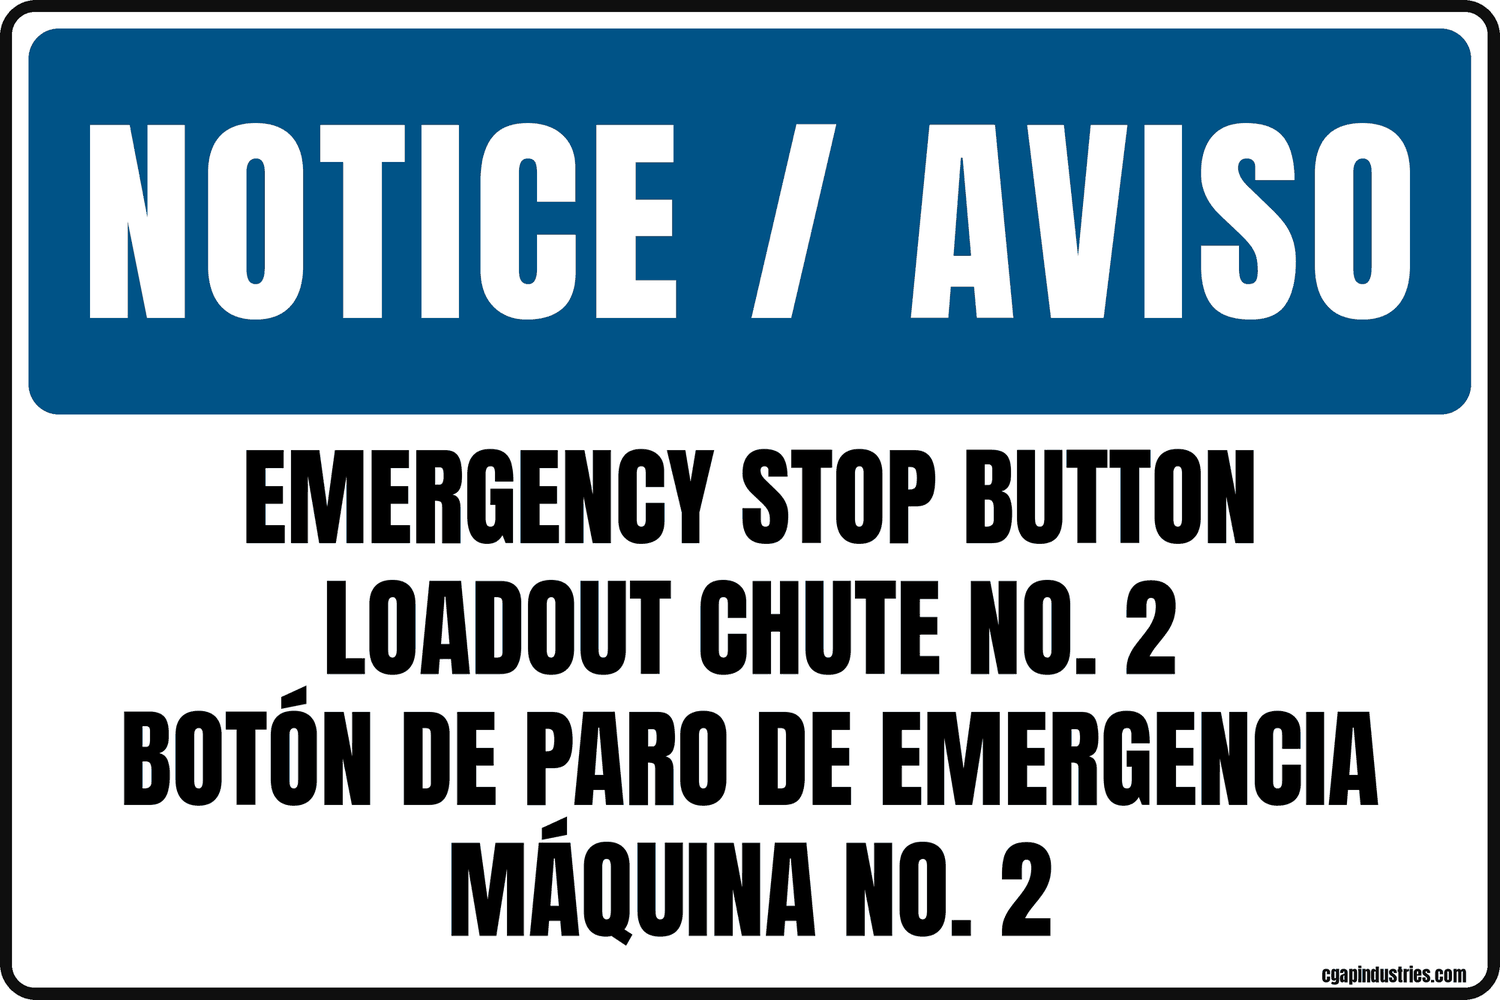 NOTICE / AVISO
EMERGENCY STOP BUTTON
LOADOUT CHUTE NO. 2
BOTÓN DE PARO DE EMERGENCIA
MÁQUINA NO. 2
cgapindustries.com